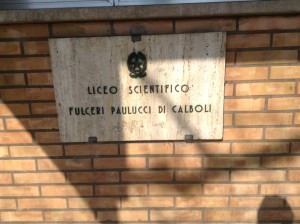 LICEO SCIENTIFICO
FULCERI PAULUCCI DI CALBOLI